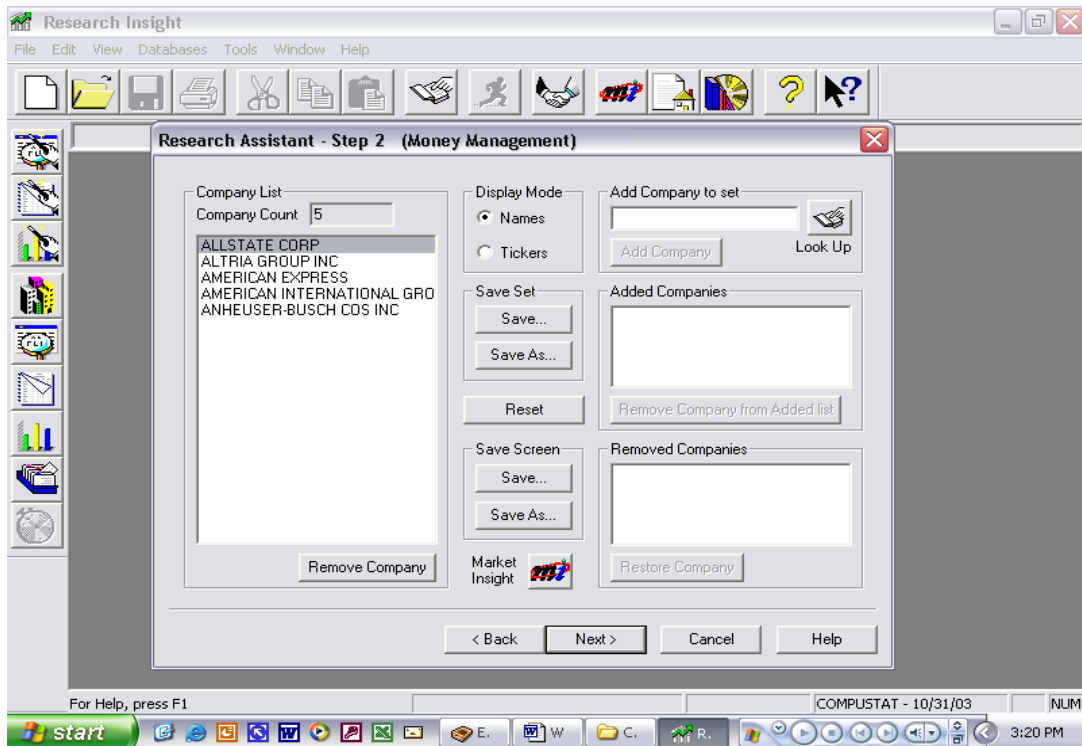 Research Insight
File Edit View Databases Tools Window Help
Research Assistant - Step 2 (Money Management)
Company List
Company Count 5
ALLSTATE CORP
ALTRIA GROUP INC
AMERICAN EXPRESS
AMERICAN INTERNATIONAL GRO
ANHEUSER-BUSCH COS INC
Remove Company
Display Mode
Names
Tickers
Save Set
Save...
Save As...
Reset
Save Screen
Save...
Save As...
Market
Insight
mi
Add Company to set
Look Up
Add Company
Added Companies
Remove Company from Added list
Removed Companies
Restore Company
< Back Next > Cancel Help
For Help, press F1
COMPUSTAT - 10/31/03 NUM
start E. W C. R. 3:20 PM